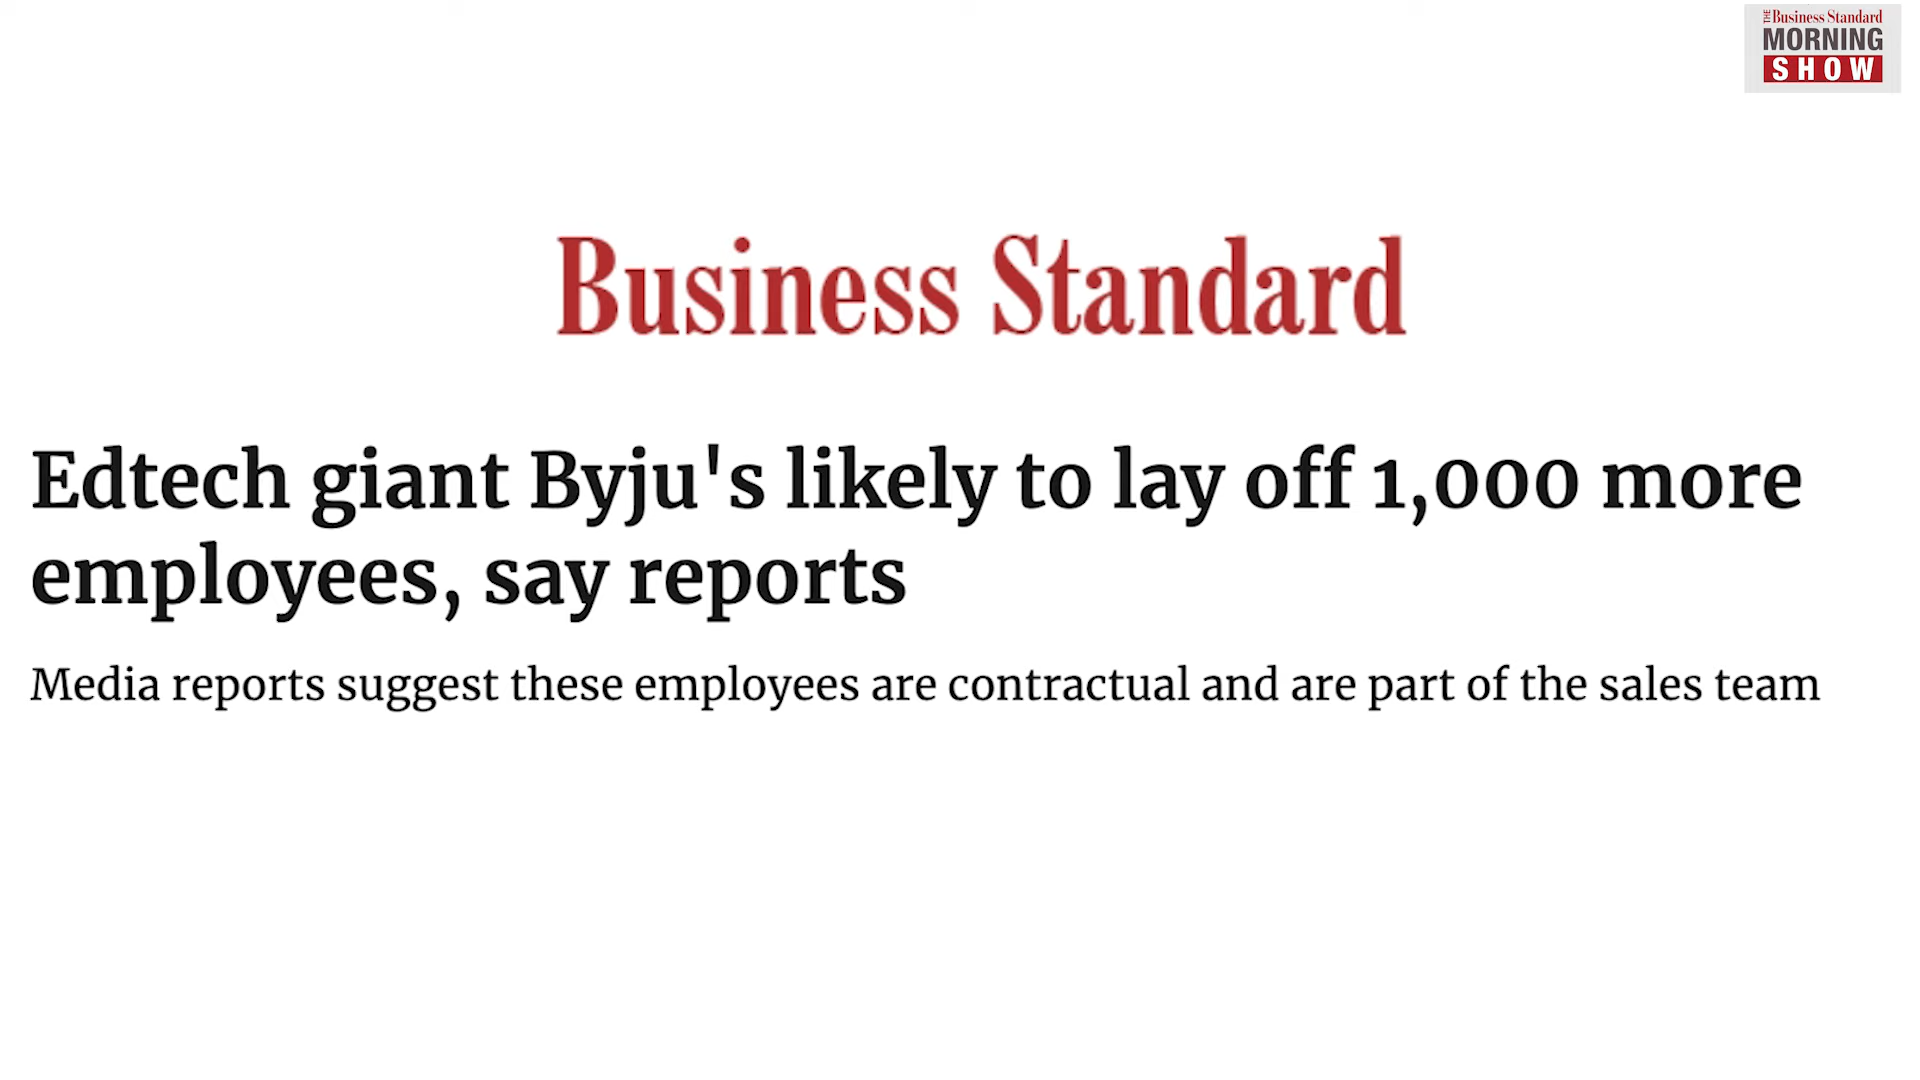 THE Business Standard
MORNING
SHOW
Business Standard
Edtech giant Byju's likely to lay off 1,000 more
employees, say reports
Media reports suggest these employees are contractual and are part of the sales team